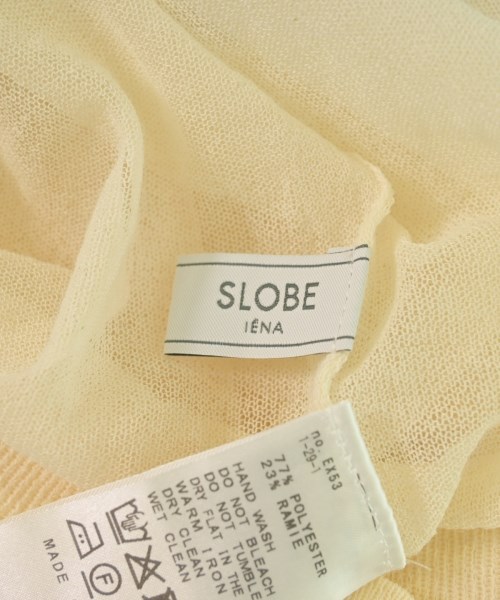 SLOBE
IÉNA
no. EX53
1-29-1
77% POLYESTER
23% RAMIE
HAND WASH
DO NOT BLEACH
DO NOT TUMBLE
DRY FLAT IN THE
WARM IRON
DRY CLEAN
WET CLEAN
F
MADE